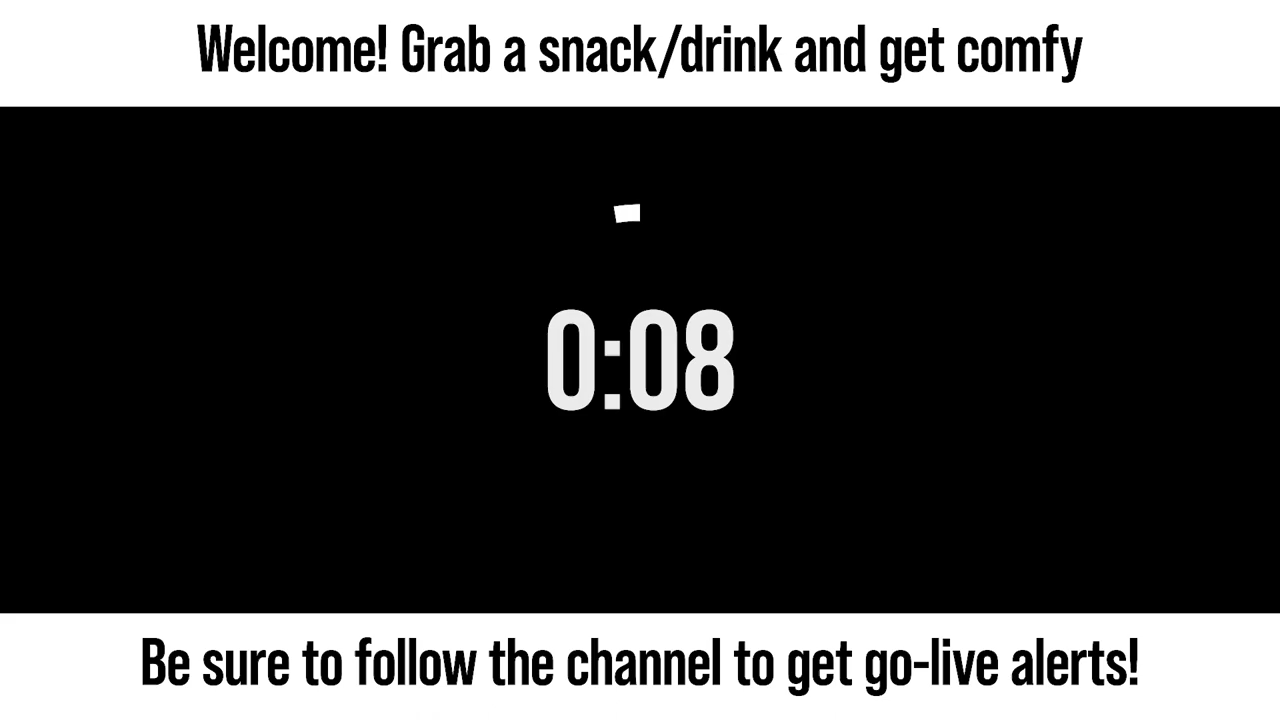 Welcome! Grab a snack/drink and get comfy
0:08
Be sure to follow the channel to get go-live alerts!